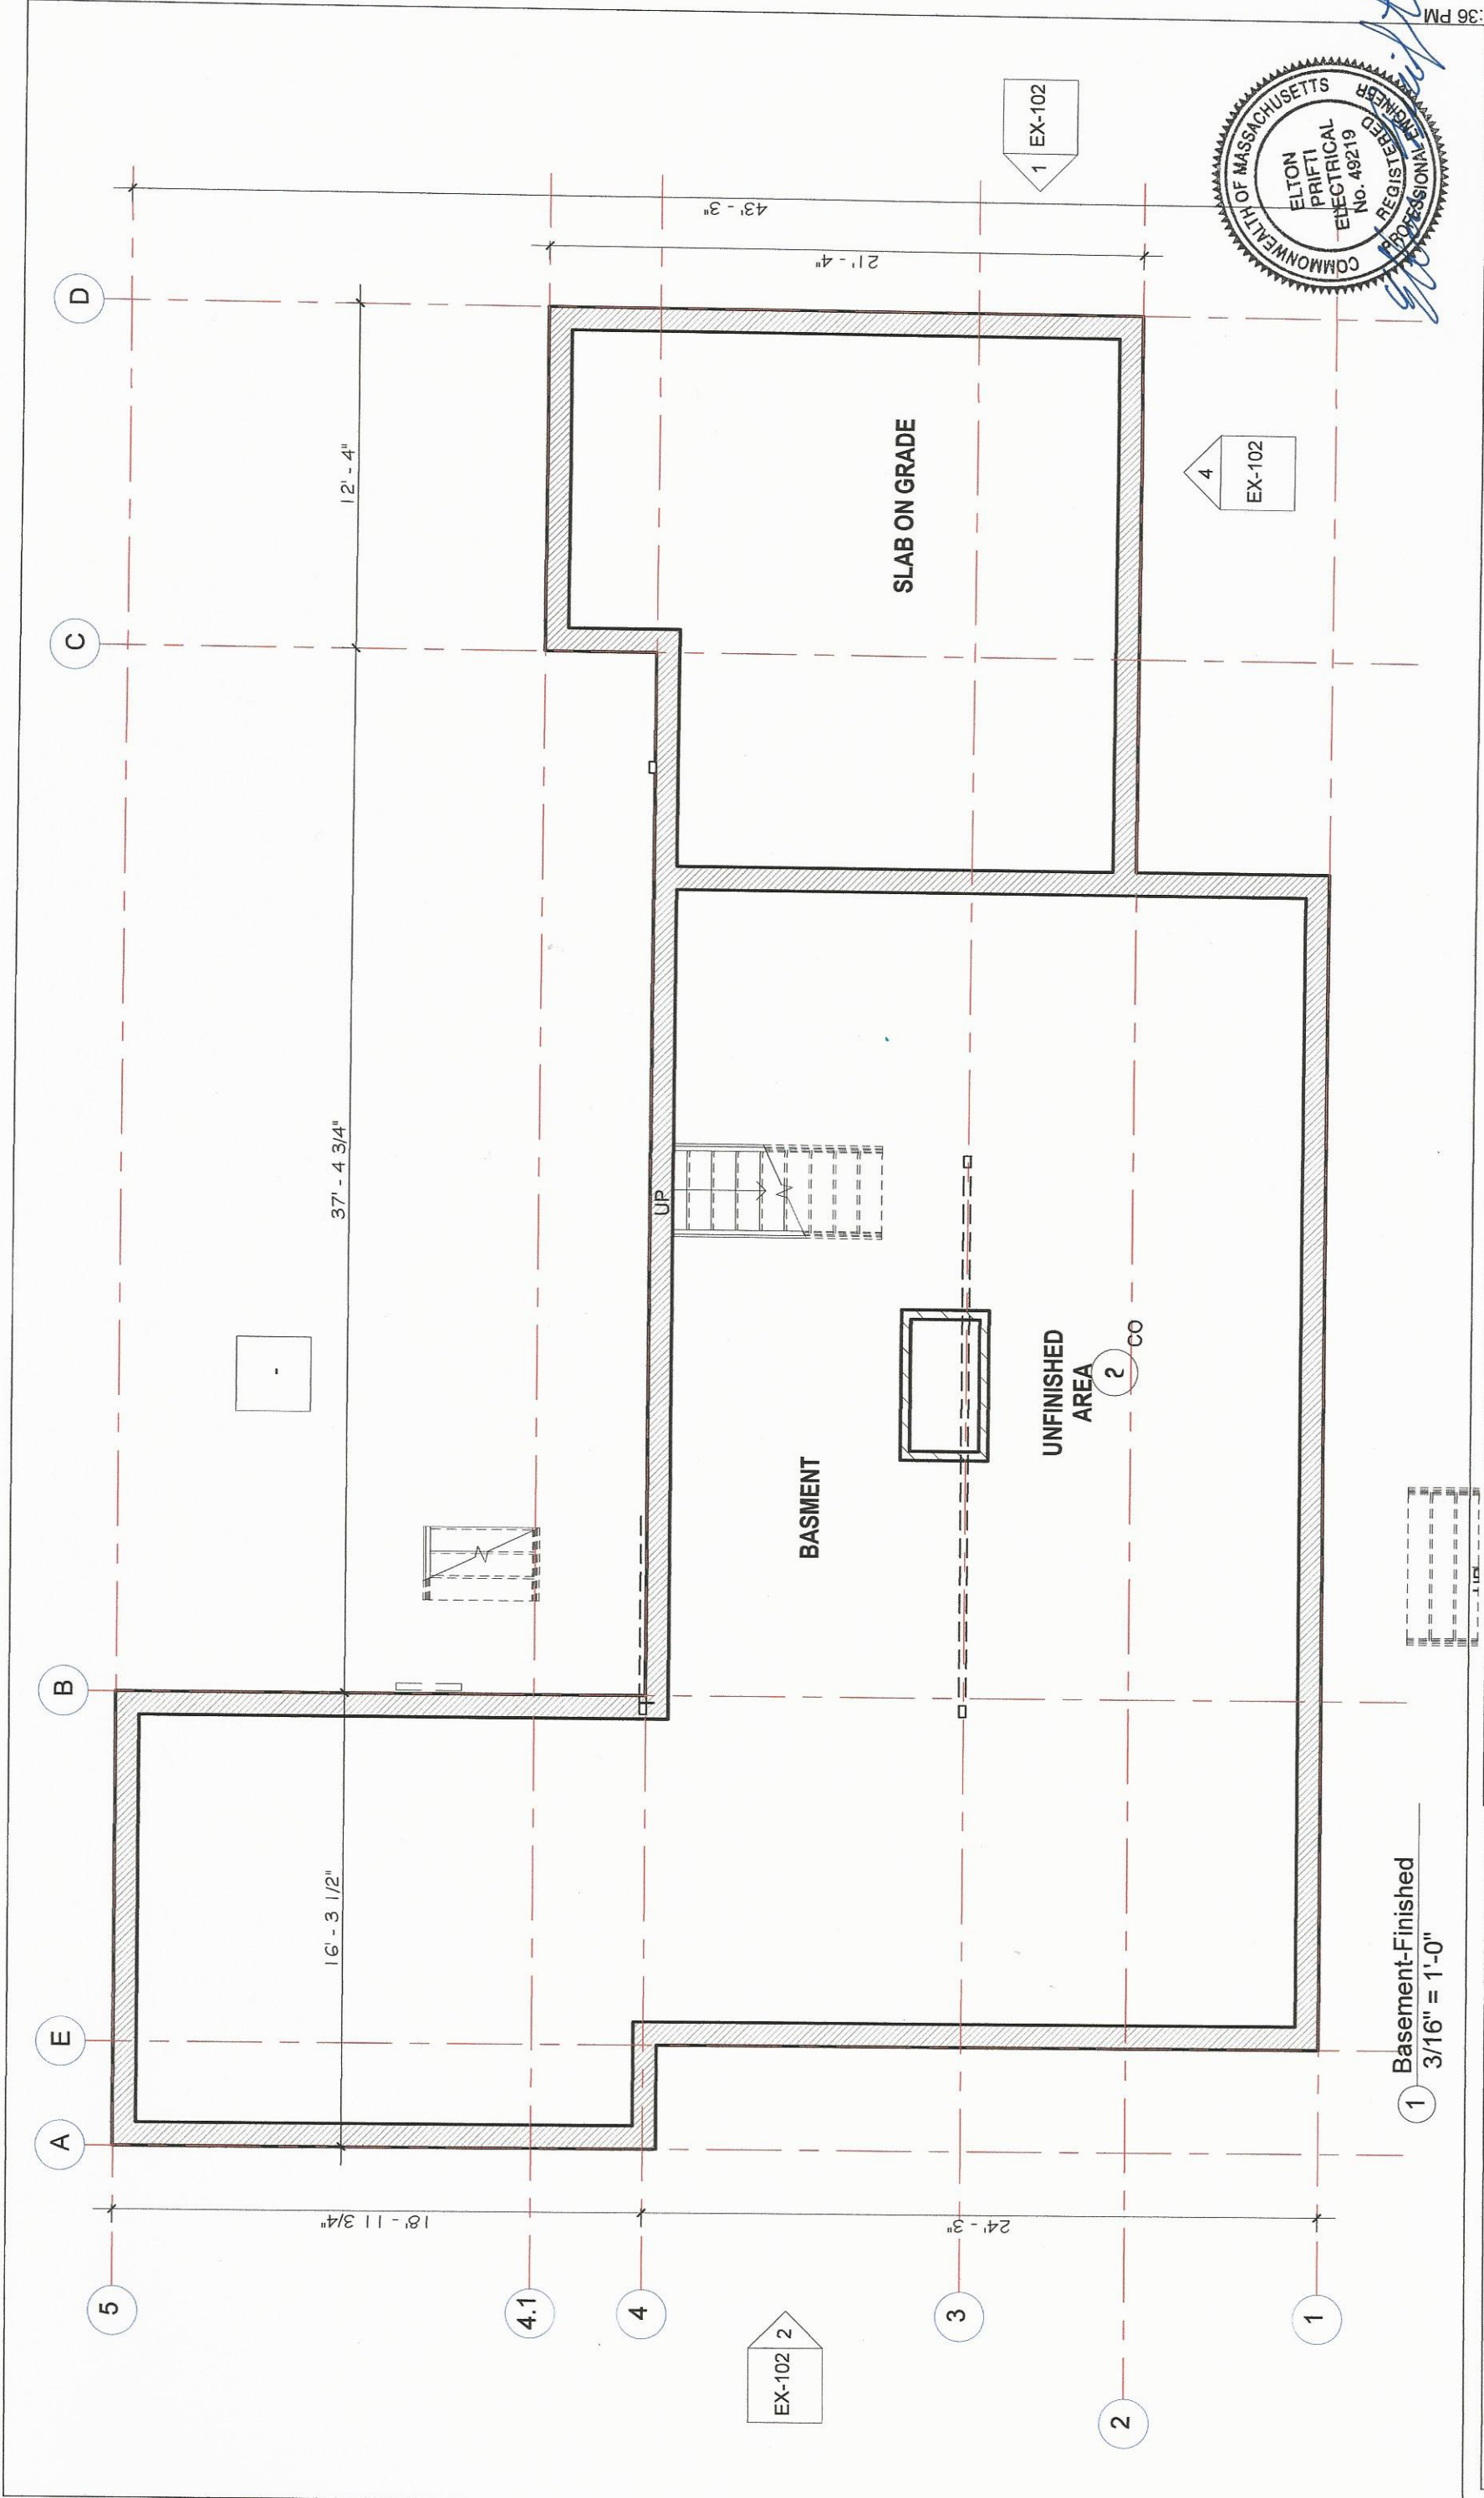 5
4.1
4
3
2
1
A
E
B
C
D
18' - 11 3/4"
24' - 3"
16' - 3 1/2"
37' - 4 3/4"
12' - 4"
43' - 3"
21' - 4"
EX-102
2
-
UP
BASMENT
UNFINISHED
AREA
2
CO
SLAB ON GRADE
1
EX-102
4
EX-102
1
Basement-Finished
3/16" = 1'-0"
COMMONWEALTH OF MASSACHUSETTS
ELTON
PRIFTI
ELECTRICAL
No. 49219
REGISTERED
PROFESSIONAL ENGINEER
:36 PM